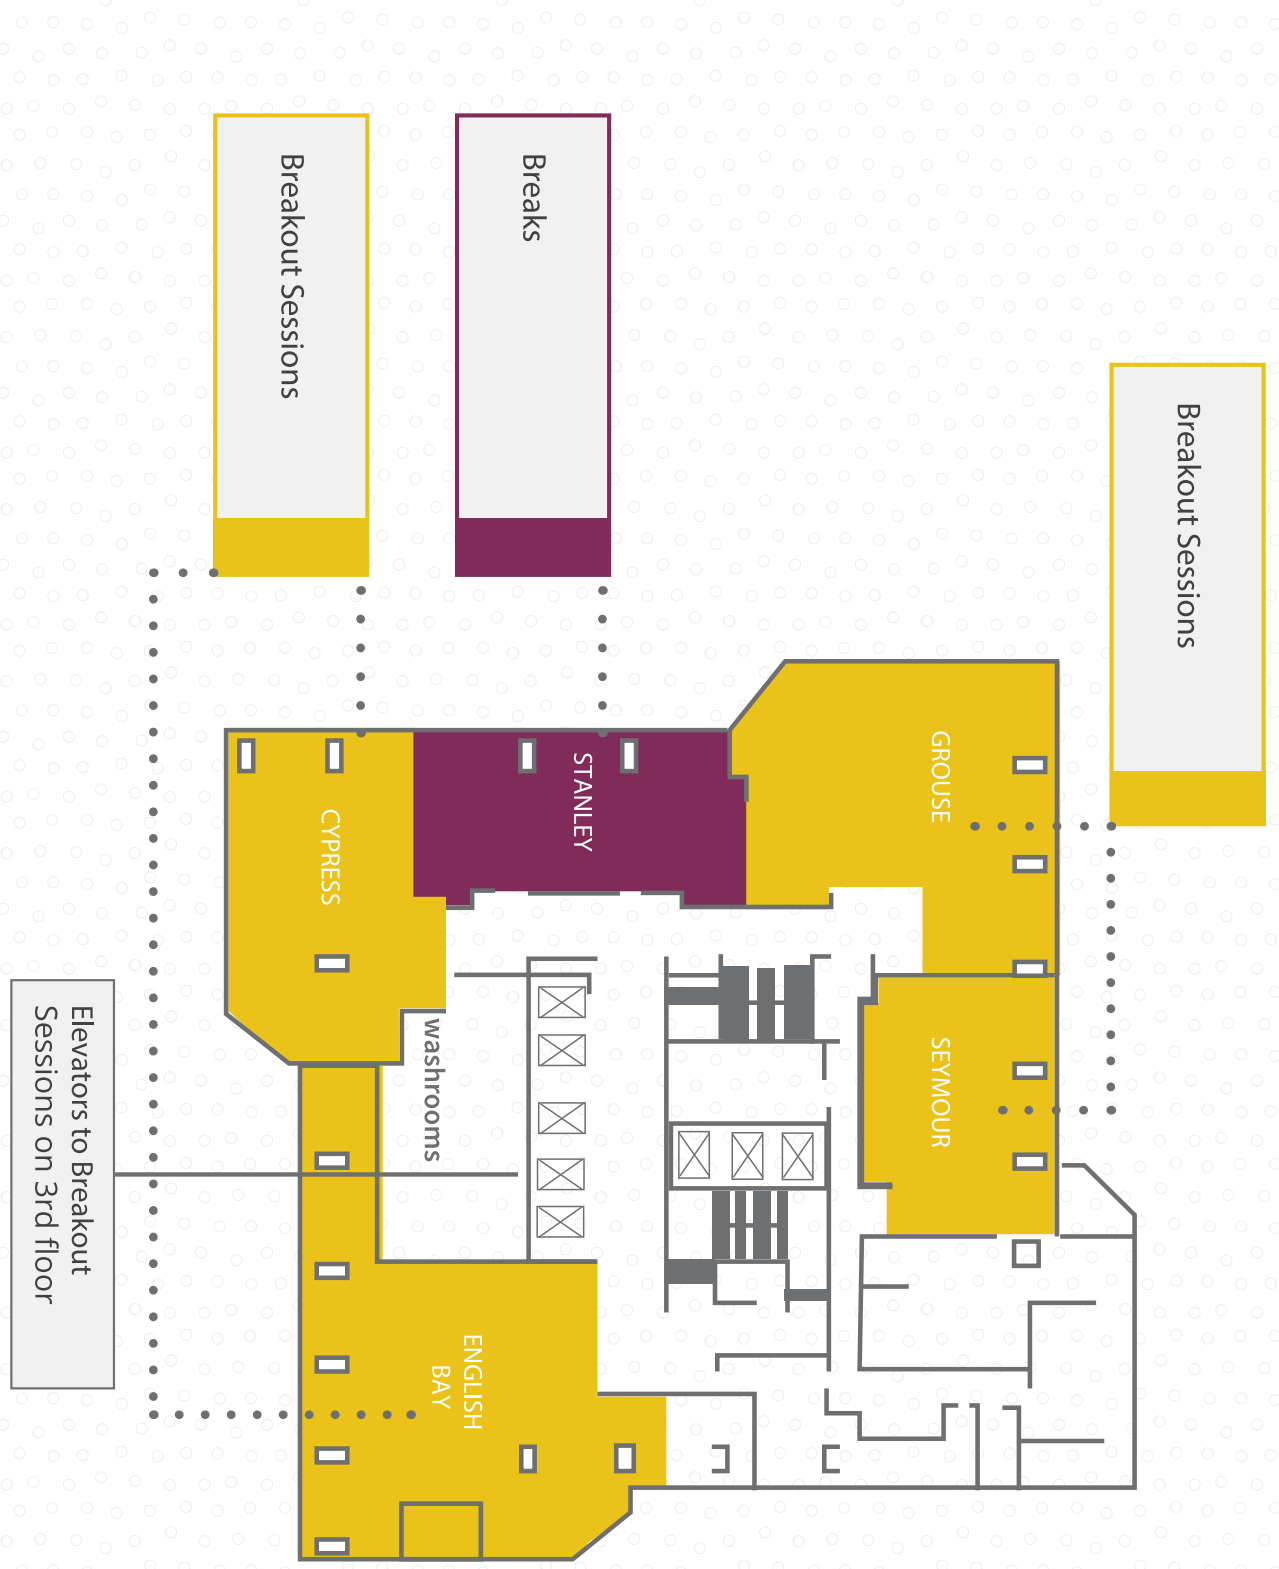 Breakout Sessions
Breaks
Breakout Sessions
GROUSE
STANLEY
CYPRESS
SEYMOUR
washrooms
Elevators to Breakout
Sessions on 3rd floor
ENGLISH
BAY